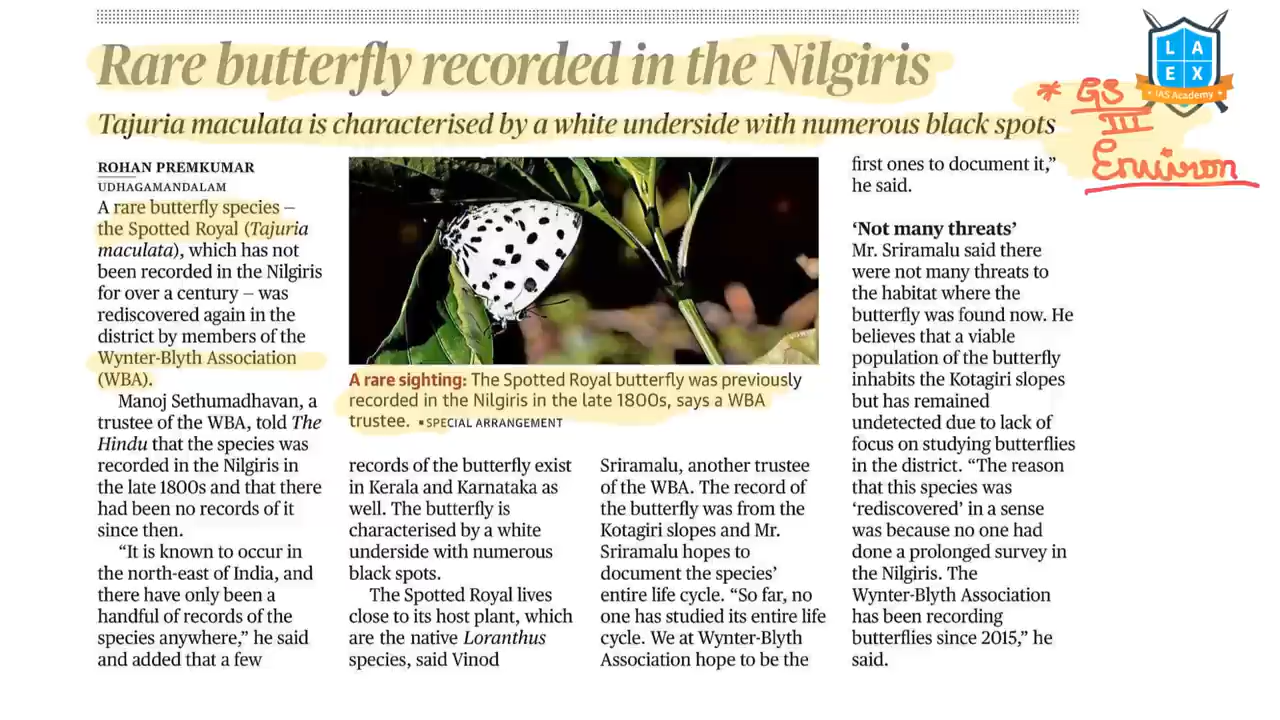 Rare butterfly recorded in the Nilgiris
Tajuria maculata is characterised by a white underside with numerous black spots
L A
E X
IAS Academy
* GS
III
Environ
ROHAN PREMKUMAR
UDHAGAMANDALAM
A rare butterfly species –
the Spotted Royal (Tajuria
maculata), which has not
been recorded in the Nilgiris
for over a century – was
rediscovered again in the
district by members of the
Wynter-Blyth Association
(WBA).
Manoj Sethumadhavan, a
trustee of the WBA, told The
Hindu that the species was
recorded in the Nilgiris in
the late 1800s and that there
had been no records of it
since then.
“It is known to occur in
the north-east of India, and
there have only been a
handful of records of the
species anywhere,” he said
and added that a few
A rare sighting: The Spotted Royal butterfly was previously
recorded in the Nilgiris in the late 1800s, says a WBA
trustee. ▪SPECIAL ARRANGEMENT
records of the butterfly exist
in Kerala and Karnataka as
well. The butterfly is
characterised by a white
underside with numerous
black spots.
The Spotted Royal lives
close to its host plant, which
are the native Loranthus
species, said Vinod
Sriramalu, another trustee
of the WBA. The record of
the butterfly was from the
Kotagiri slopes and Mr.
Sriramalu hopes to
document the species’
entire life cycle. “So far, no
one has studied its entire life
cycle. We at Wynter-Blyth
Association hope to be the
first ones to document it,”
he said.
‘Not many threats’
Mr. Sriramalu said there
were not many threats to
the habitat where the
butterfly was found now. He
believes that a viable
population of the butterfly
inhabits the Kotagiri slopes
but has remained
undetected due to lack of
focus on studying butterflies
in the district. “The reason
that this species was
‘rediscovered’ in a sense
was because no one had
done a prolonged survey in
the Nilgiris. The
Wynter-Blyth Association
has been recording
butterflies since 2015,” he
said.